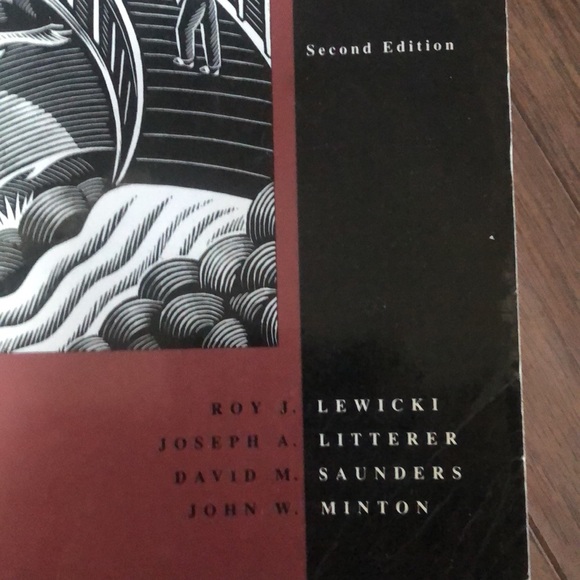 Second Edition
ROY J. LEWICKI
JOSEPH A. LITTERER
DAVID M. SAUNDERS
JOHN W. MINTON